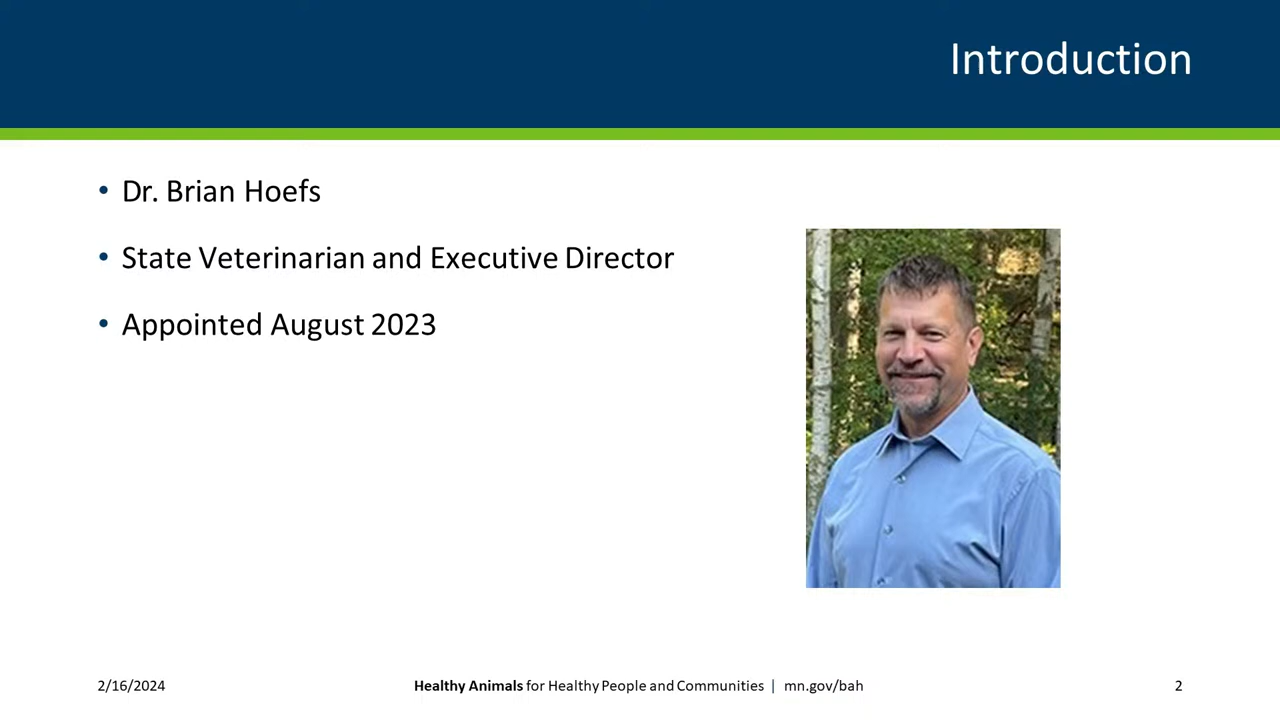 Introduction
• Dr. Brian Hoefs
• State Veterinarian and Executive Director
• Appointed August 2023
2/16/2024
Healthy Animals for Healthy People and Communities | mn.gov/bah
2